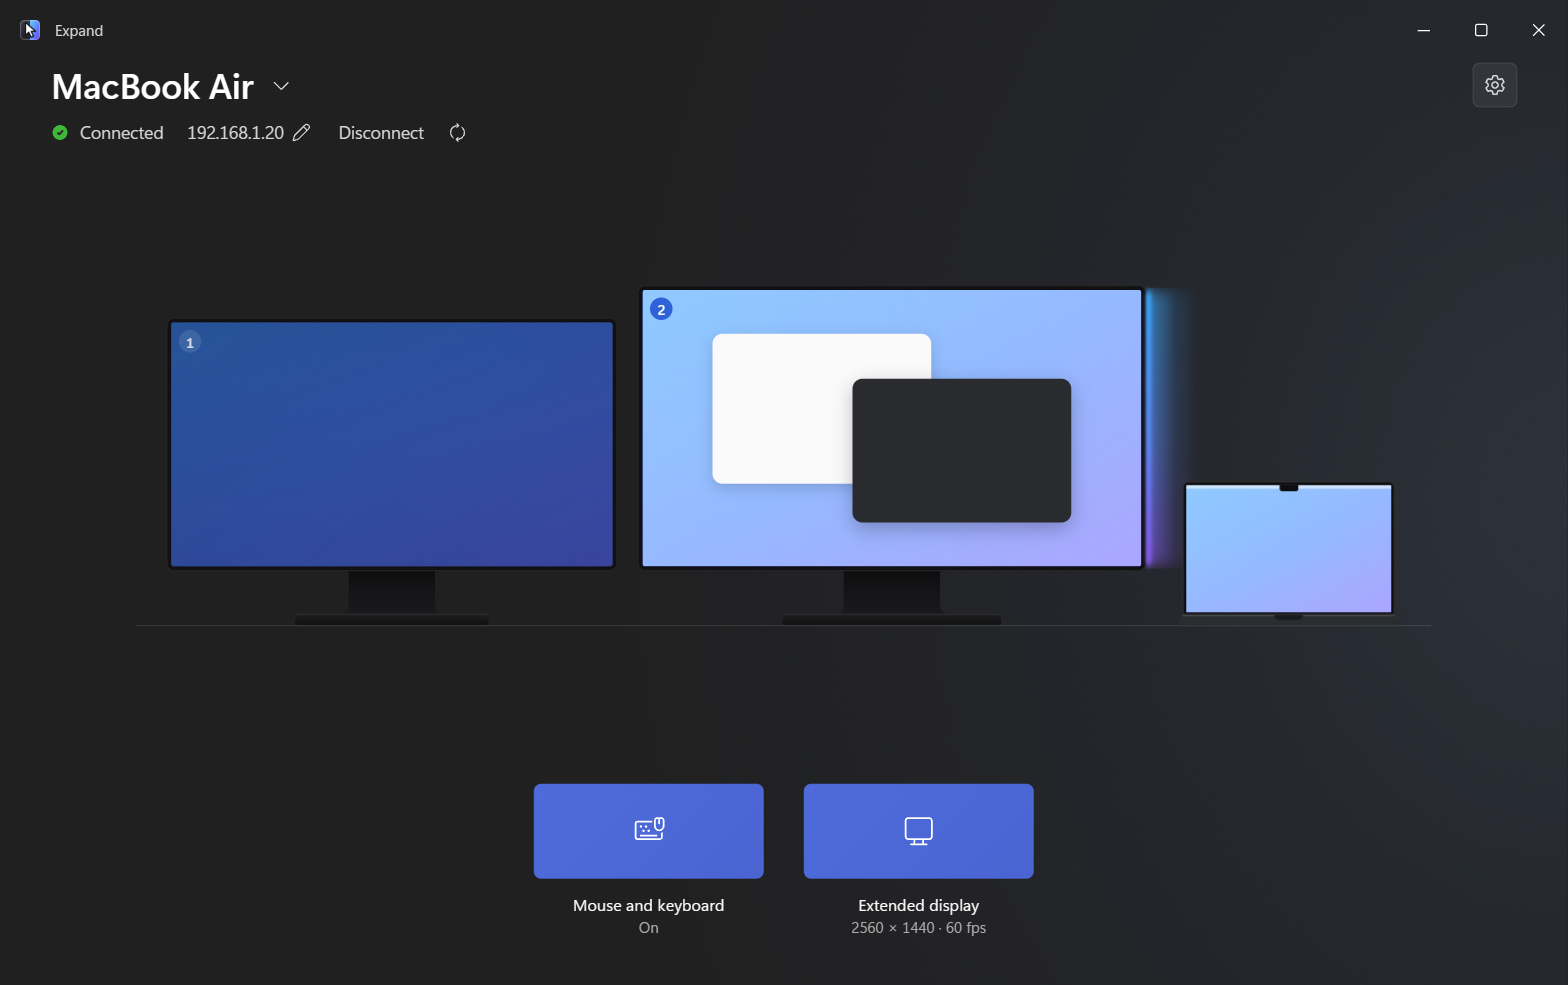 Expand
MacBook Air
Connected 192.168.1.20 Disconnect
1
2
Mouse and keyboard
On
Extended display
2560 × 1440 · 60 fps